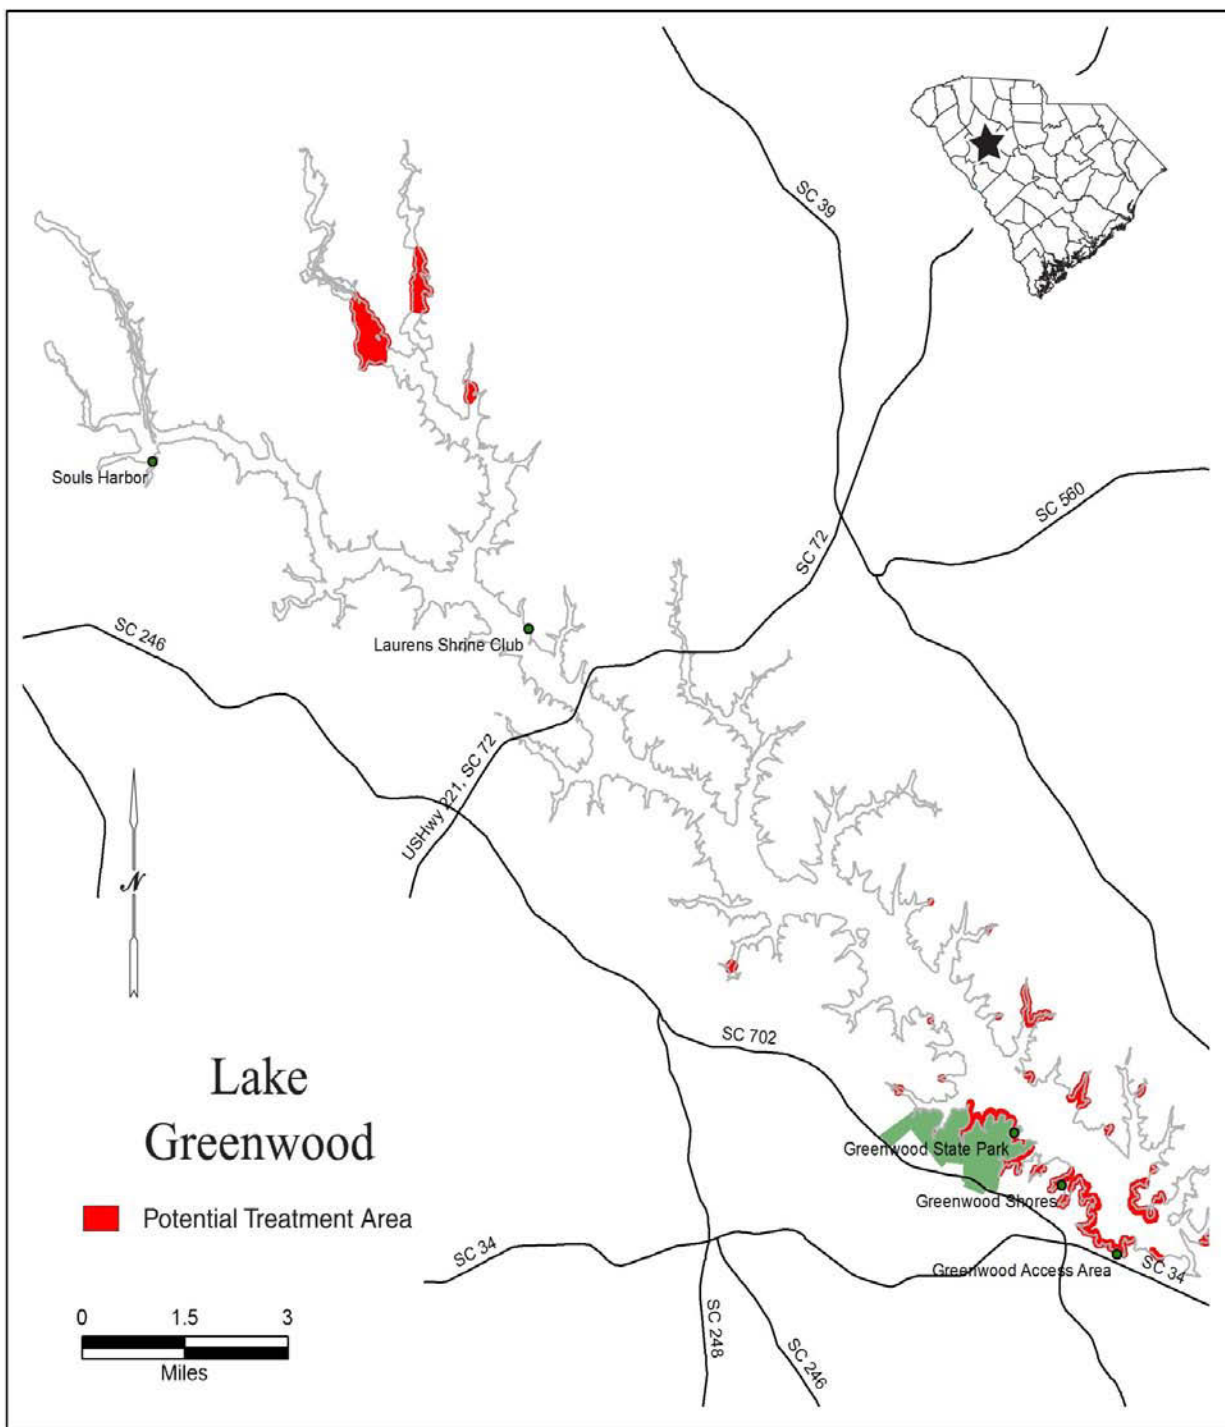 SC 39
SC 560
SC 72
Souls Harbor
SC 246
Laurens Shrine Club
USHwy 221, SC 72
N
SC 702
Lake
Greenwood
Greenwood State Park
Greenwood Shores
Potential Treatment Area
SC 34
Greenwood Access Area
SC 34
0 1.5 3
Miles
SC 248
SC 246